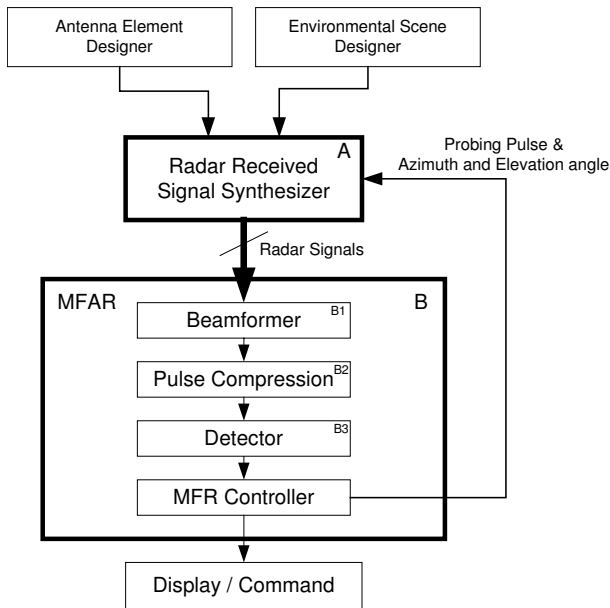 Antenna Element
Designer
Environmental Scene
Designer
A
Radar Received
Signal Synthesizer
Probing Pulse &
Azimuth and Elevation angle
Radar Signals
MFAR
B
Beamformer
B1
Pulse Compression
B2
Detector
B3
MFR Controller
Display / Command